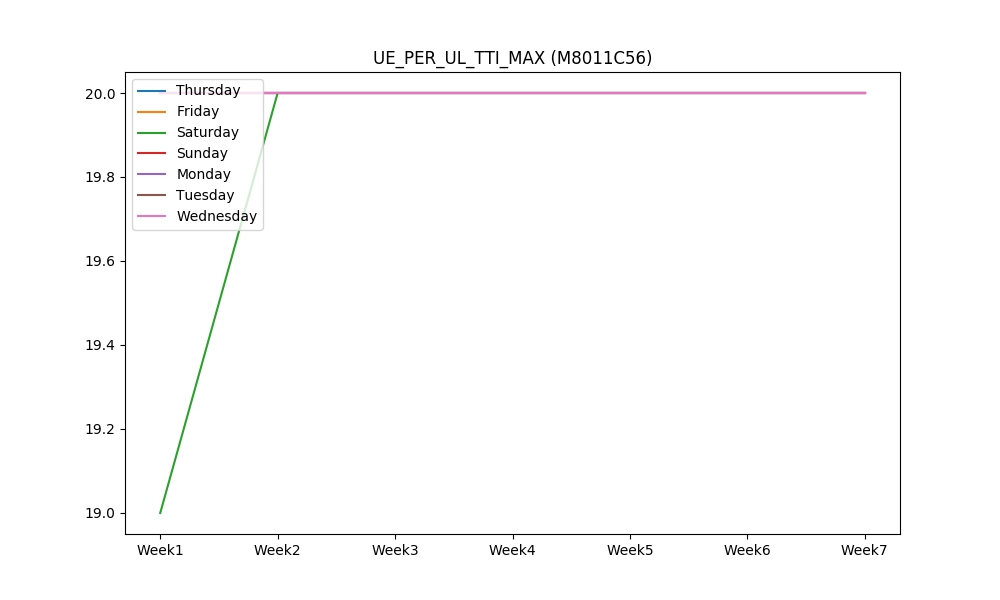 UE_PER_UL_TTI_MAX (M8011C56)
20.0
19.8
19.6
19.4
19.2
19.0
Thursday
Friday
Saturday
Sunday
Monday
Tuesday
Wednesday
Week1 Week2 Week3 Week4 Week5 Week6 Week7